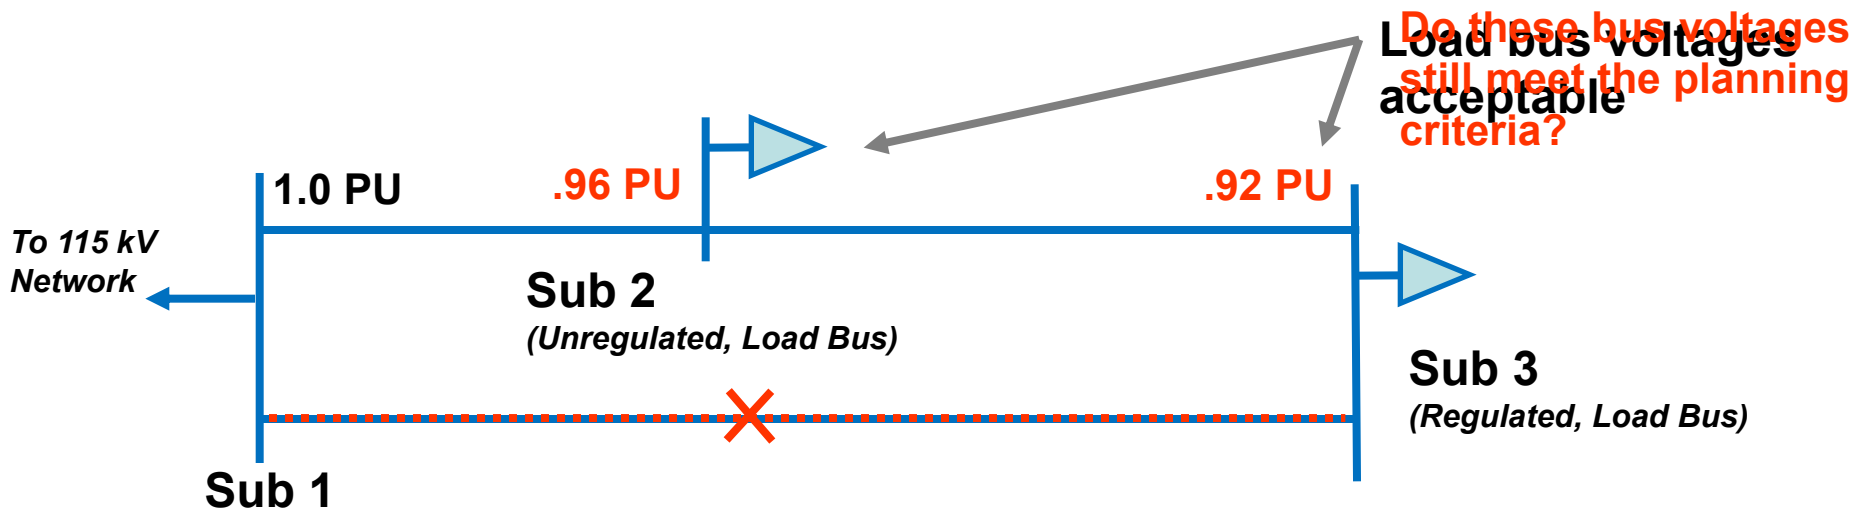 Do these bus voltages
still meet the planning
criteria?
Load bus voltages
acceptable
1.0 PU
.96 PU
.92 PU
To 115 kV
Network
Sub 2
(Unregulated, Load Bus)
Sub 3
(Regulated, Load Bus)
Sub 1